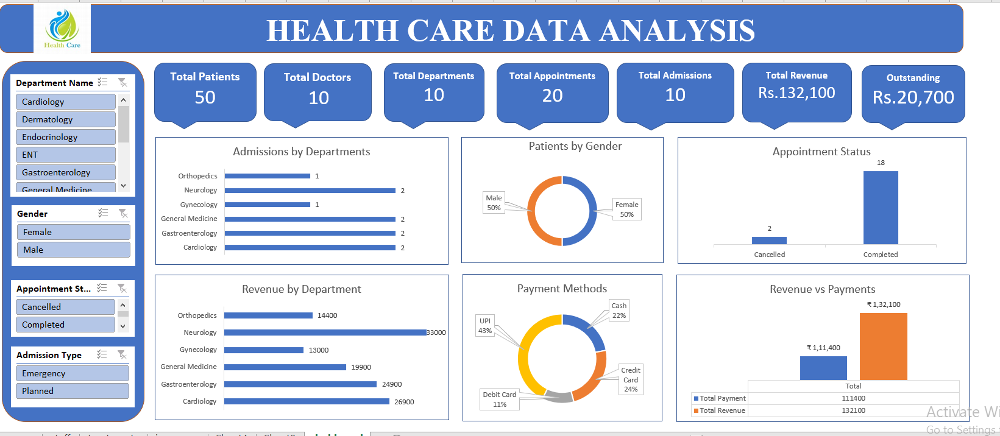 HEALTH CARE DATA ANALYSIS
Health Care
Department Name
Cardiology
Dermatology
Endocrinology
ENT
Gastroenterology
General Medicine
Gender
Female
Male
Appointment St...
Cancelled
Completed
Admission Type
Emergency
Planned
Total Patients
50
Total Doctors
10
Total Departments
10
Total Appointments
20
Total Admissions
10
Total Revenue
Rs.132,100
Outstanding
Rs.20,700
Admissions by Departments
Orthopedics 1
Neurology 2
Gynecology 1
General Medicine 2
Gastroenterology 2
Cardiology 2
Patients by Gender
Male
50%
Female
50%
Appointment Status
18
2
Cancelled Completed
Revenue by Department
Orthopedics 14400
Neurology 33000
Gynecology 13000
General Medicine 19900
Gastroenterology 24900
Cardiology 26900
Payment Methods
Cash
22%
UPI
43%
Credit
Card
24%
Debit Card
11%
Revenue vs Payments
₹ 1,32,100
₹ 1,11,400
Total
Total Payment 111400
Total Revenue 132100
Activate Wi
Go to Settings